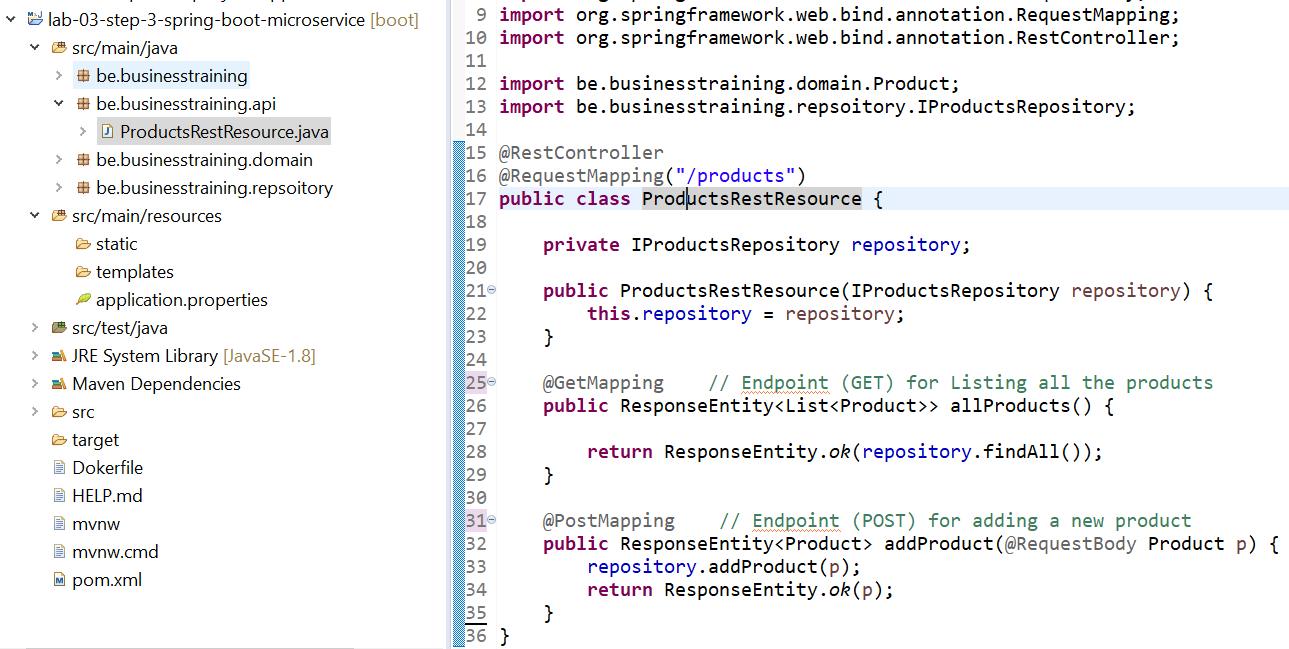 lab-03-step-3-spring-boot-microservice [boot]
src/main/java
be.businesstraining
be.businesstraining.api
ProductsRestResource.java
be.businesstraining.domain
be.businesstraining.repsoitory
src/main/resources
static
templates
application.properties
src/test/java
JRE System Library [JavaSE-1.8]
Maven Dependencies
src
target
Dokerfile
HELP.md
mvnw
mvnw.cmd
pom.xml
9 import org.springframework.web.bind.annotation.RequestMapping;
10 import org.springframework.web.bind.annotation.RestController;
11
12 import be.businesstraining.domain.Product;
13 import be.businesstraining.repsoitory.IProductsRepository;
14
15 @RestController
16 @RequestMapping("/products")
17 public class ProductsRestResource {
18
19     private IProductsRepository repository;
20
21     public ProductsRestResource(IProductsRepository repository) {
22         this.repository = repository;
23     }
24
25     @GetMapping    // Endpoint (GET) for Listing all the products
26     public ResponseEntity<List<Product>> allProducts() {
27
28         return ResponseEntity.ok(repository.findAll());
29     }
30
31     @PostMapping    // Endpoint (POST) for adding a new product
32     public ResponseEntity<Product> addProduct(@RequestBody Product p) {
33         repository.addProduct(p);
34         return ResponseEntity.ok(p);
35     }
36 }